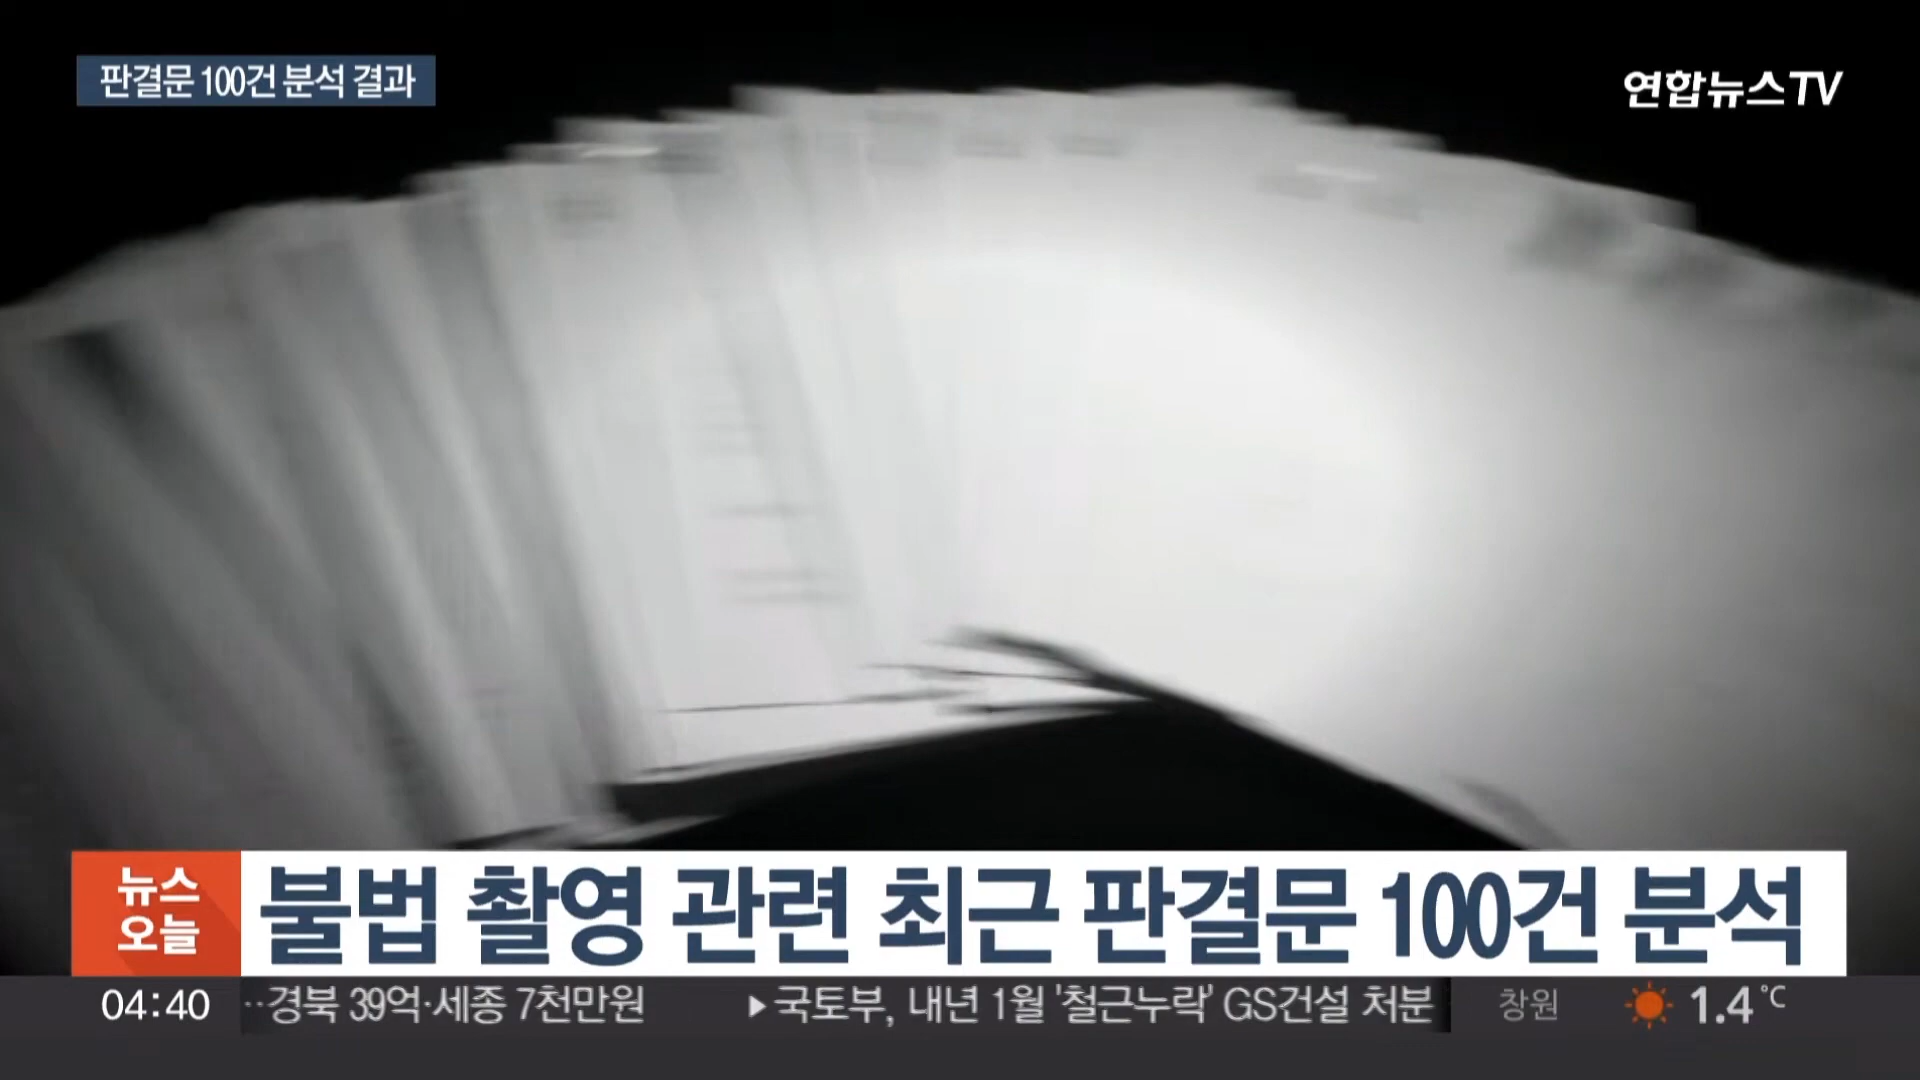 판결문 100건 분석 결과
연합뉴스TV
뉴스
오늘
불법 촬영 관련 최근 판결문 100건 분석
04:40
··경북 39억·세종 7천만원 ▶국토부, 내년 1월 '철근누락' GS건설 처분
창원 1.4℃